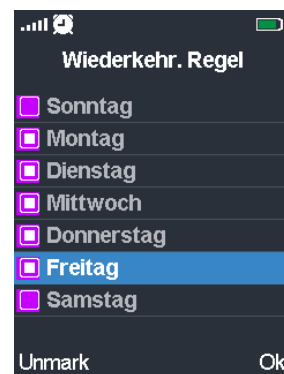 Wiederkehr. Regel
Sonntag
Montag
Dienstag
Mittwoch
Donnerstag
Freitag
Samstag
Unmark Ok